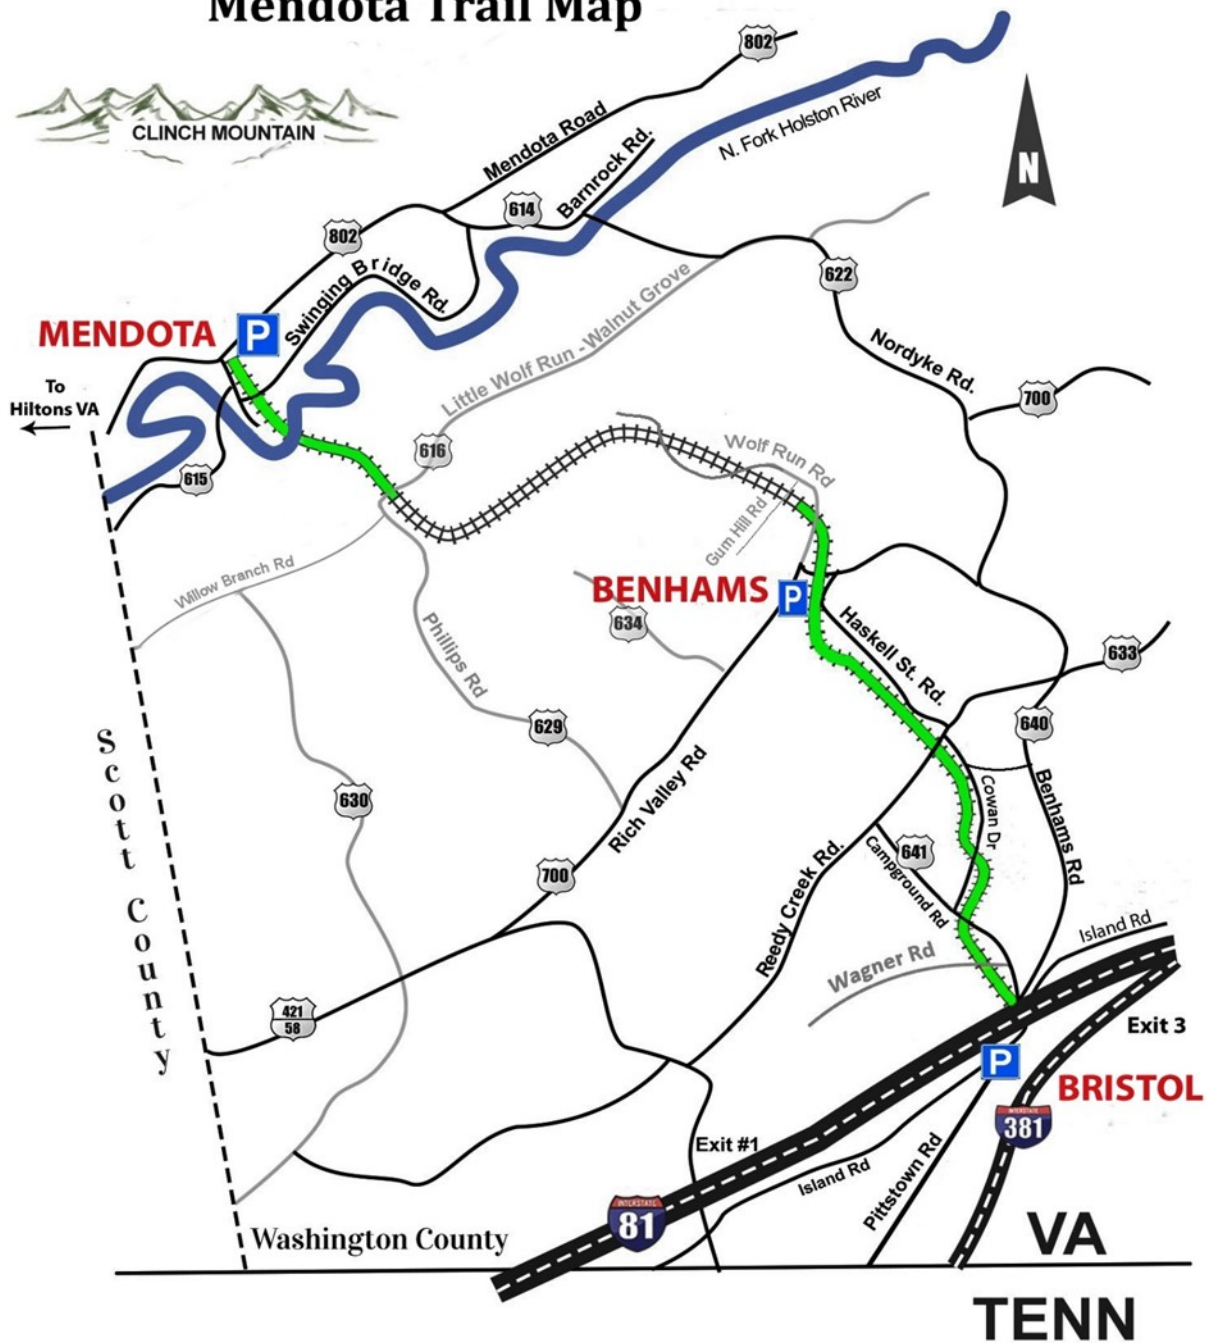 Mendota Trail Map
802
CLINCH MOUNTAIN
Mendota Road
N. Fork Holston River
N
Barnrock Rd.
614
802
Swinging Bridge Rd.
622
MENDOTA
P
Little Wolf Run - Walnut Grove
Nordyke Rd.
To
Hiltons VA
700
616
Wolf Run Rd
615
Gum Hill Rd
Willow Branch Rd
BENHAMS
P
634
Haskell St. Rd.
Phillips Rd
633
629
640
Scott County
630
Rich Valley Rd
Cowan Dr
Benhams Rd
641
Campground Rd
700
Reedy Creek Rd.
Island Rd
Wagner Rd
421
58
Exit 3
P
BRISTOL
INTERSTATE
381
Exit #1
Island Rd
Pittstown Rd
INTERSTATE
81
Washington County
VA
TENN